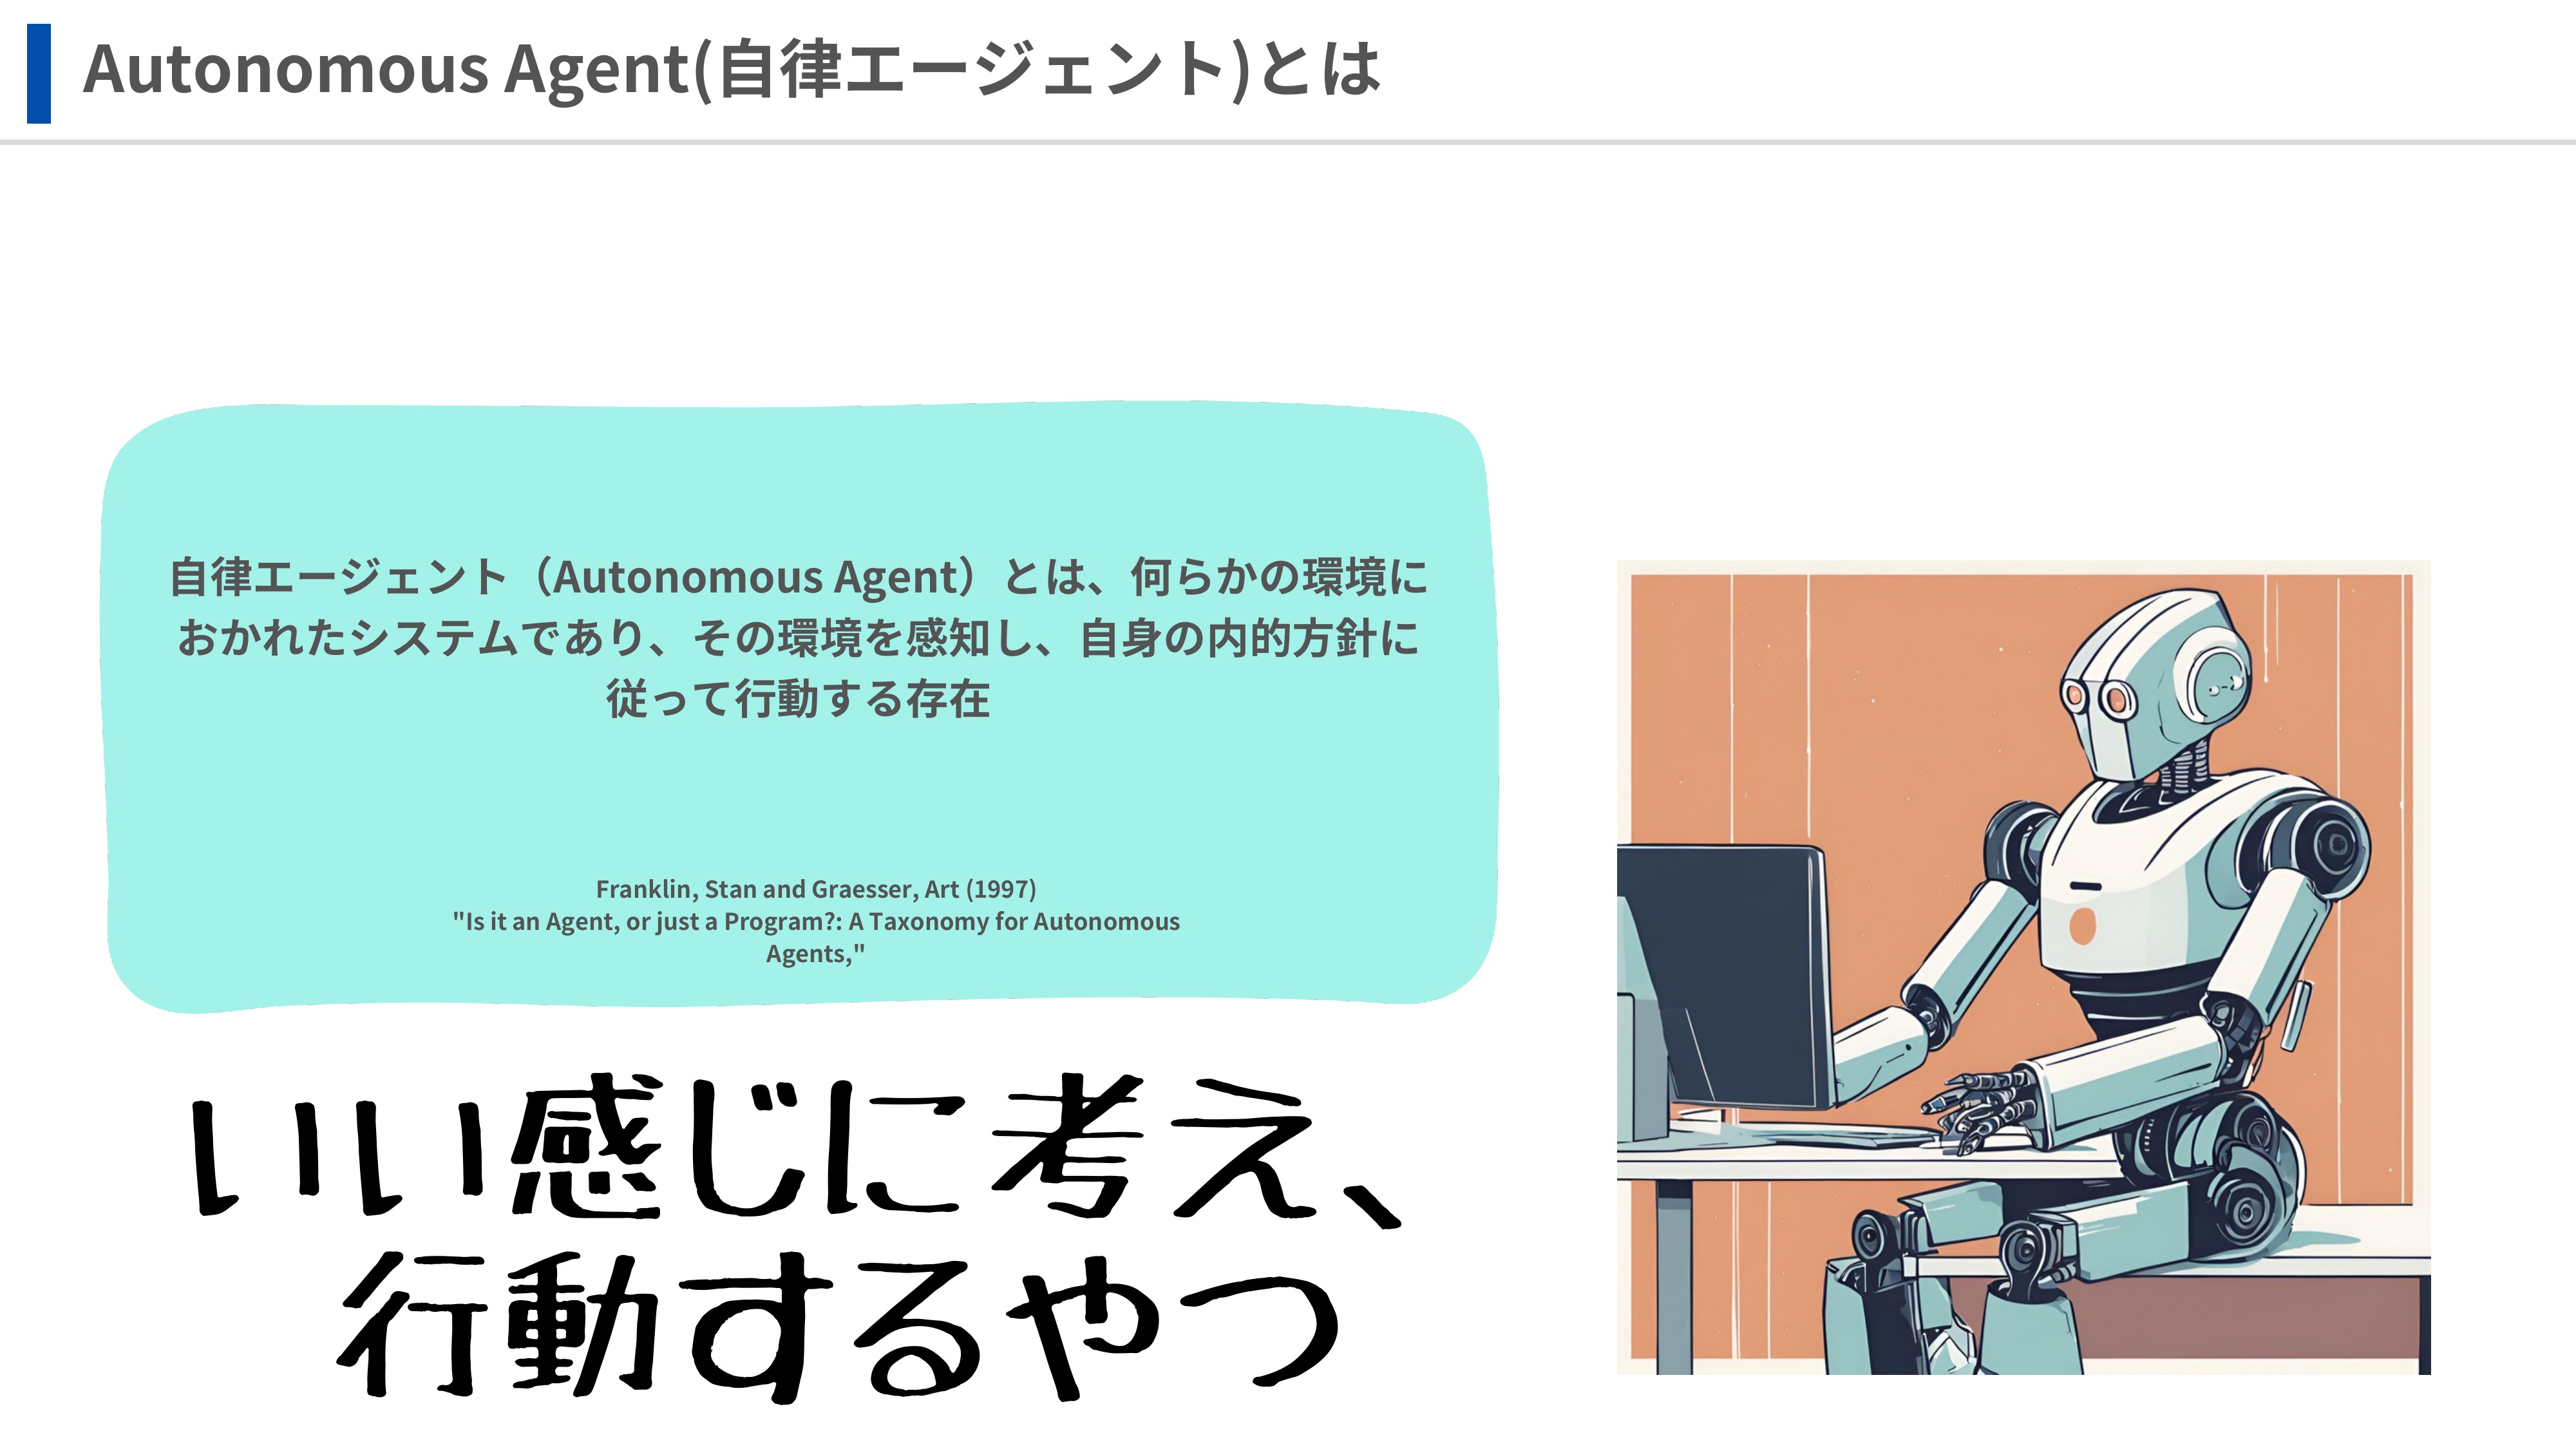 Autonomous Agent(自律エージェント)とは
自律エージェント（Autonomous Agent）とは、何らかの環境に
おかれたシステムであり、その環境を感知し、自身の内的方針に
従って行動する存在
Franklin, Stan and Graesser, Art (1997)
"Is it an Agent, or just a Program?: A Taxonomy for Autonomous
Agents,"
いい感じに考え、
行動するやつ